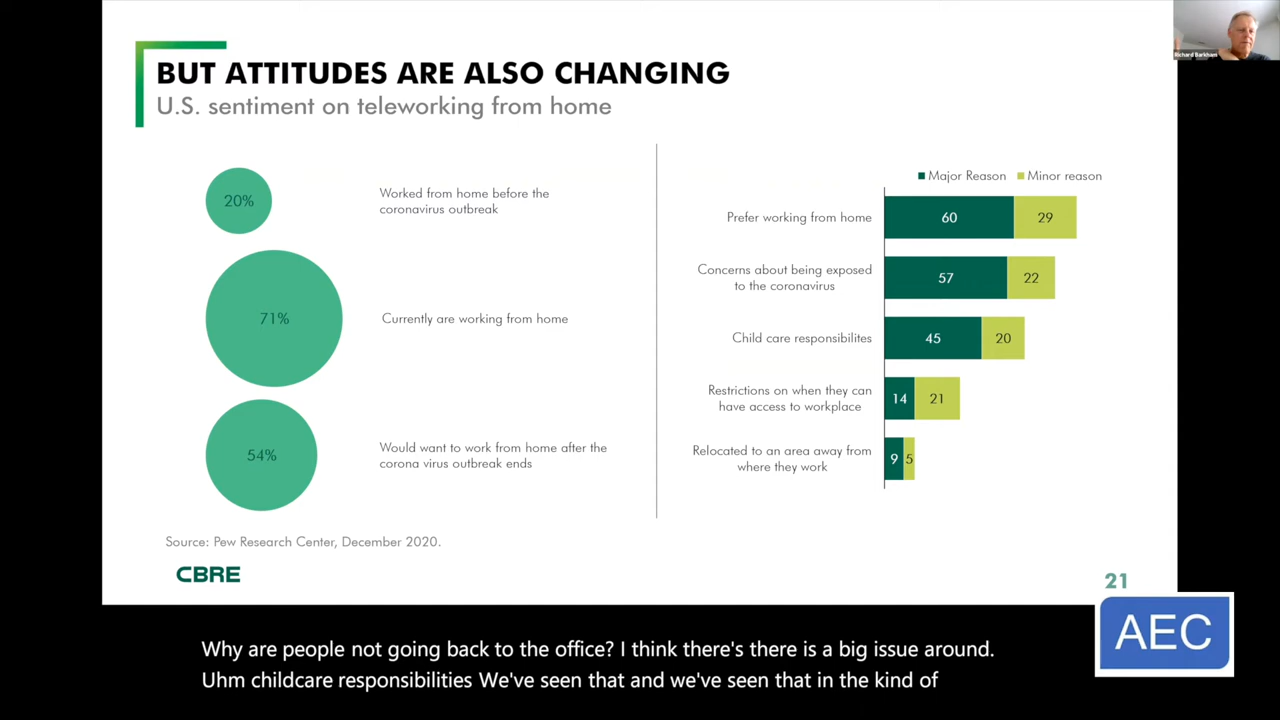 BUT ATTITUDES ARE ALSO CHANGING
U.S. sentiment on teleworking from home
Richard Barkham
20%
Worked from home before the
coronavirus outbreak
71%
Currently are working from home
54%
Would want to work from home after the
corona virus outbreak ends
Major Reason
Minor reason
Prefer working from home
60
29
Concerns about being exposed
to the coronavirus
57
22
Child care responsibilites
45
20
Restrictions on when they can
have access to workplace
14
21
Relocated to an area away from
where they work
9
5
Source: Pew Research Center, December 2020.
CBRE
21
AEC
Why are people not going back to the office? I think there's there is a big issue around.
Uhm childcare responsibilities We've seen that and we've seen that in the kind of